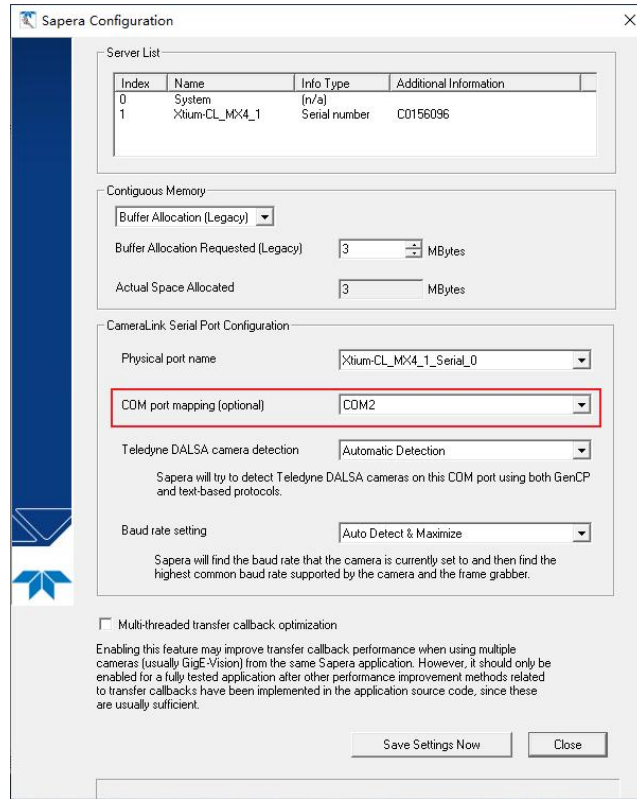 Sapera Configuration
Server List
Index Name Info Type Additional Information
0 System (n/a)
1 Xtium-CL_MX4_1 Serial number C0156096
Contiguous Memory
Buffer Allocation (Legacy)
Buffer Allocation Requested (Legacy) 3 MBytes
Actual Space Allocated 3 MBytes
CameraLink Serial Port Configuration
Physical port name Xtium-CL_MX4_1_Serial_0
COM port mapping (optional) COM2
Teledyne DALSA camera detection Automatic Detection
Sapera will try to detect Teledyne DALSA cameras on this COM port using both GenCP
and text-based protocols.
Baud rate setting Auto Detect & Maximize
Sapera will find the baud rate that the camera is currently set to and then find the
highest common baud rate supported by the camera and the frame grabber.
Multi-threaded transfer callback optimization
Enabling this feature may improve transfer callback performance when using multiple
cameras (usually GigE-Vision) from the same Sapera application. However, it should only be
enabled for a fully tested application after other performance improvement methods related
to transfer callbacks have been implemented in the application source code, since these
are usually sufficient.
Save Settings Now Close